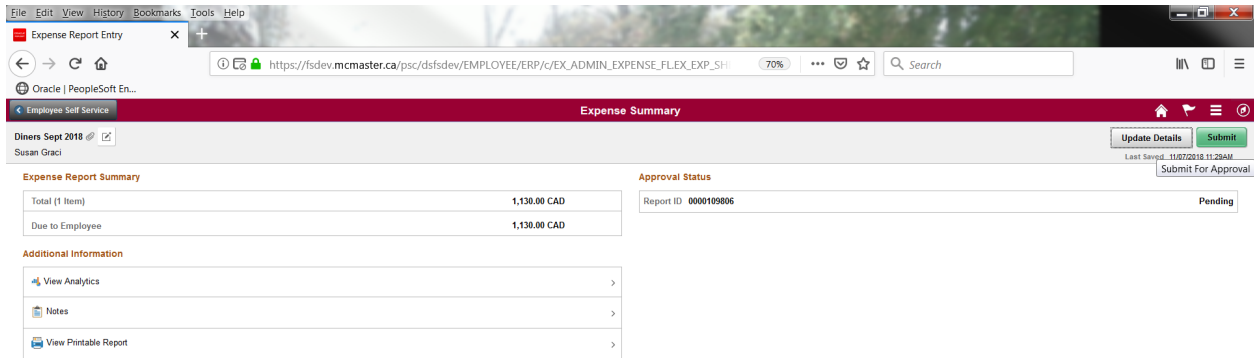 File Edit View History Bookmarks Tools Help
Expense Report Entry
https://fsdev.mcmaster.ca/psc/dsfsdev/EMPLOYEE/ERP/c/EX_ADMIN_EXPENSE_FL.EX_EXP_SH 70% Search
Oracle | PeopleSoft En...
Employee Self Service Expense Summary
Diners Sept 2018 Update Details Submit
Susan Graci
Last Saved 11/07/2018 11:29AM
Submit For Approval
Expense Report Summary Approval Status
Total (1 Item) 1,130.00 CAD Report ID 0000109806 Pending
Due to Employee 1,130.00 CAD
Additional Information
View Analytics
Notes
View Printable Report